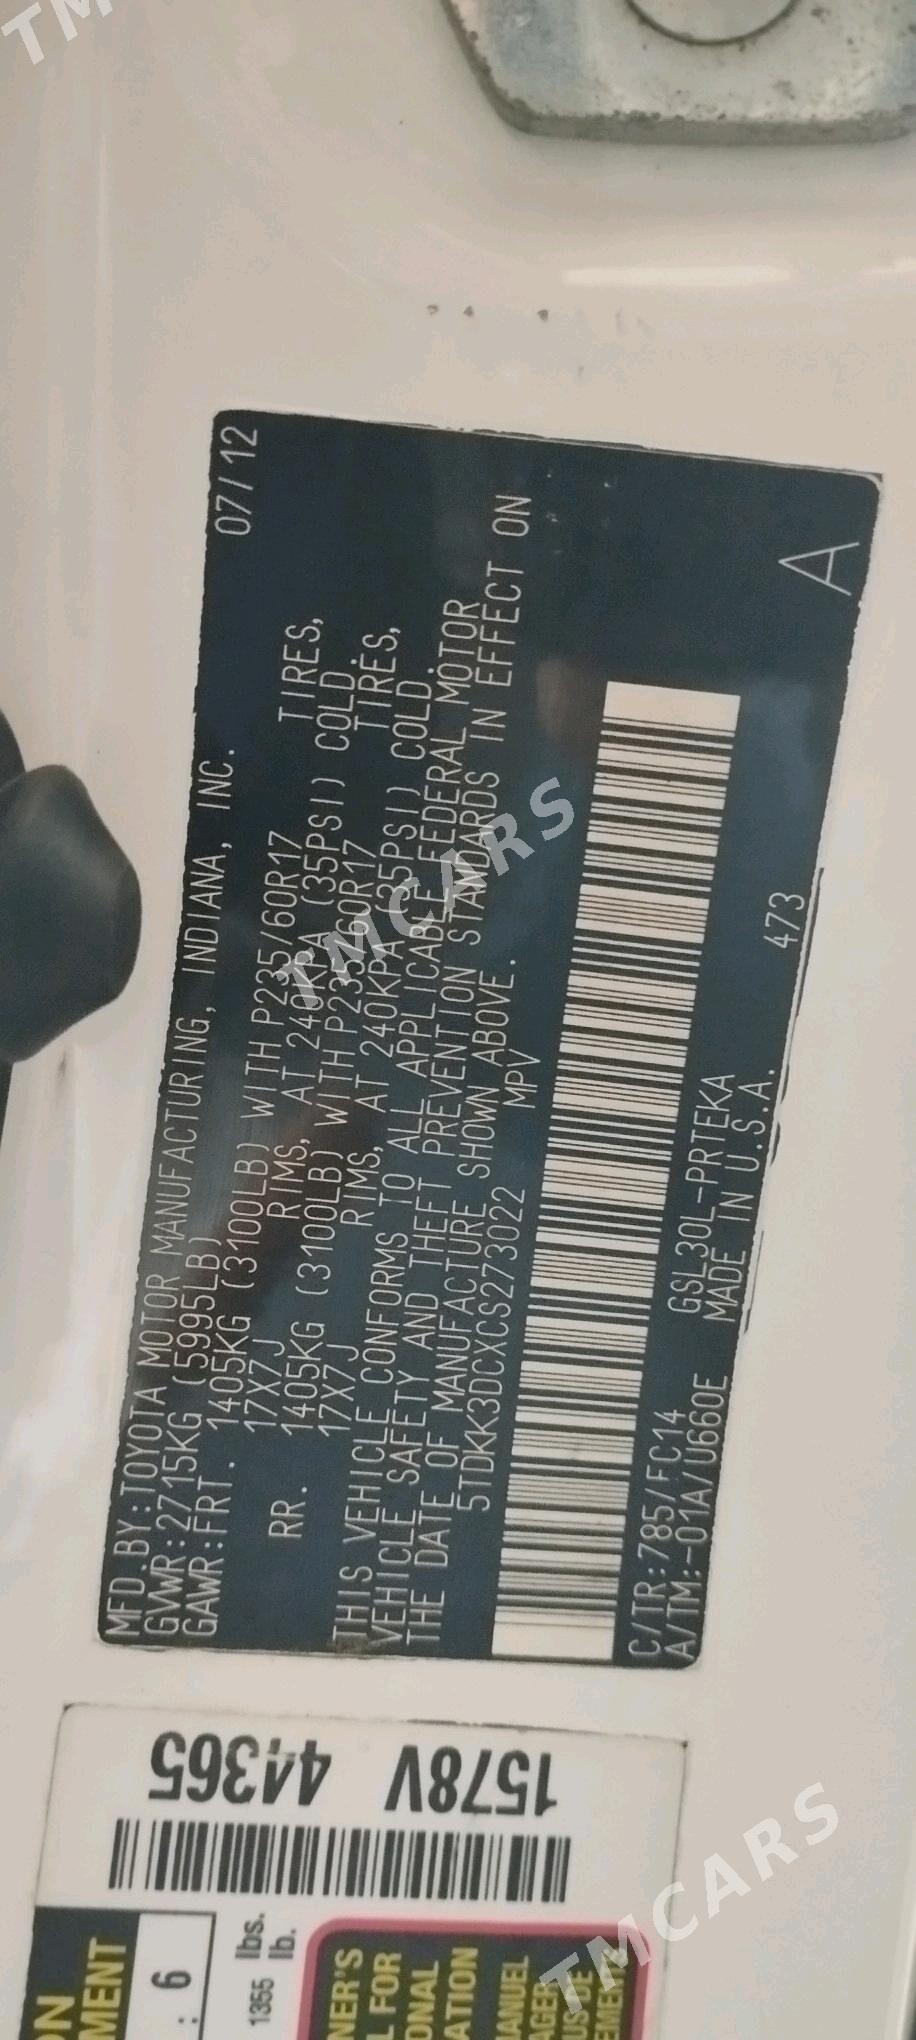 MFD.BY:TOYOTA MOTOR MANUFACTURING, INDIANA, INC. 07/12
GVWR:2715KG (5995LB)
GAWR:FRT. 1405KG (3100LB) WITH P235/60R17 TIRES,
17X7J RIMS, AT 240KPA (35PSI) COLD.
RR. 1405KG (3100LB) WITH P235/60R17 TIRES,
17X7J RIMS, AT 240KPA (35PSI) COLD.
THIS VEHICLE CONFORMS TO ALL APPLICABLE FEDERAL MOTOR
VEHICLE SAFETY AND THEFT PREVENTION STANDARDS IN EFFECT ON
THE DATE OF MANUFACTURE SHOWN ABOVE.
5TDKK3DCXCS273022 MPV
A
C/TR:785/FC14 GSL30L-PRTEKA
A/TM:-01A/U660E MADE IN U.S.A. 473
1578V 44365
: 6
1355 lbs.
lb.
TMCARS
TMCARS
TM